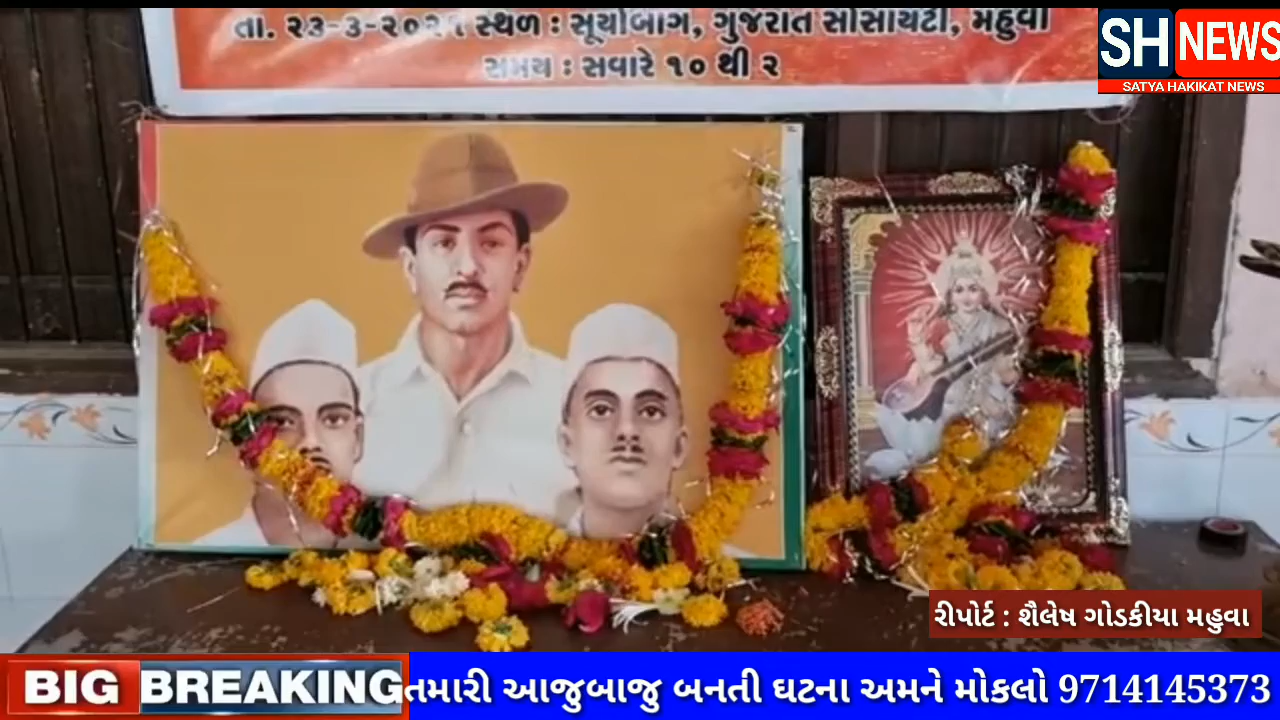 તા. ૨૩-૩-૨૦૨૧ સ્થળ : સૂચીબાગ, ગુજરાત સોસાયટી, મહુવા
સમય : સવારે ૧૦ થી ૨
SH NEWS
SATYA HAKIKAT NEWS
રીપોર્ટ : શૈલેષ ગોડકીયા મહુવા
BIG BREAKING
તમારી આજુબાજુ બનતી ઘટના અમને મોકલો 9714145373